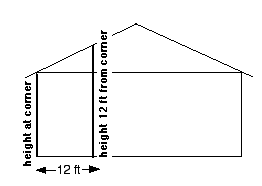 height at corner
height 12 ft from corner
12 ft